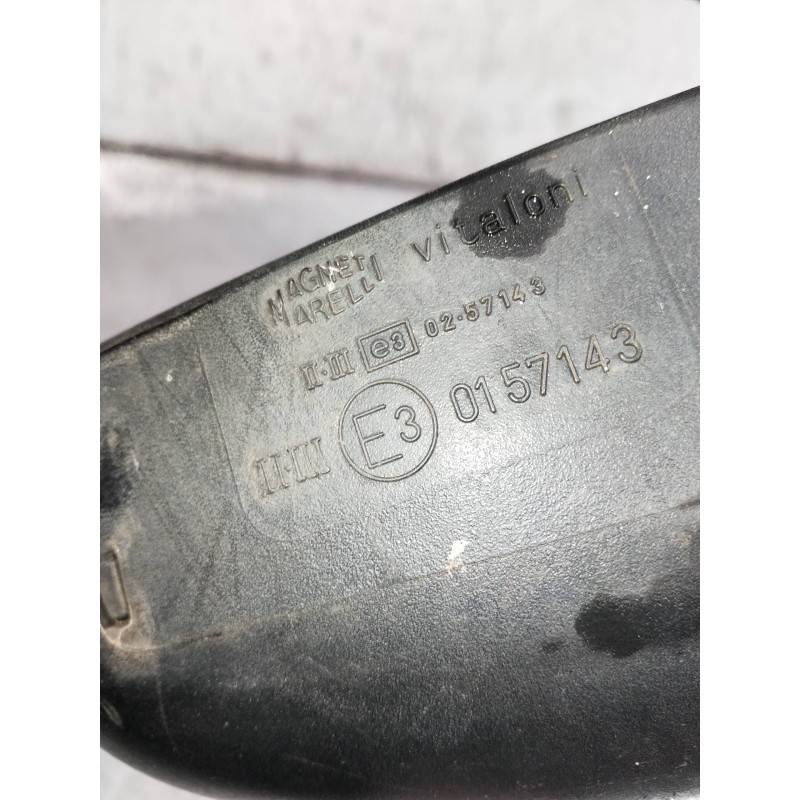 MAGNETI
MARELLI vitaloni
II·III e3 02·57143
II·III E3 0157143